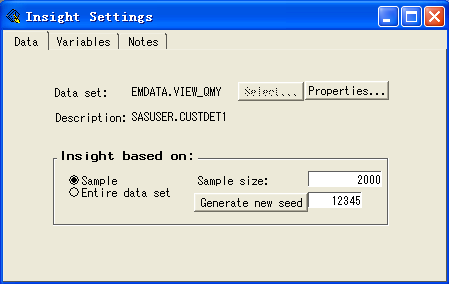 Insight Settings
Data Variables Notes
Data set: EMDATA.VIEW_QMY Select... Properties...
Description: SASUSER.CUSTDET1
Insight based on:
Sample Sample size: 2000
Entire data set
Generate new seed 12345